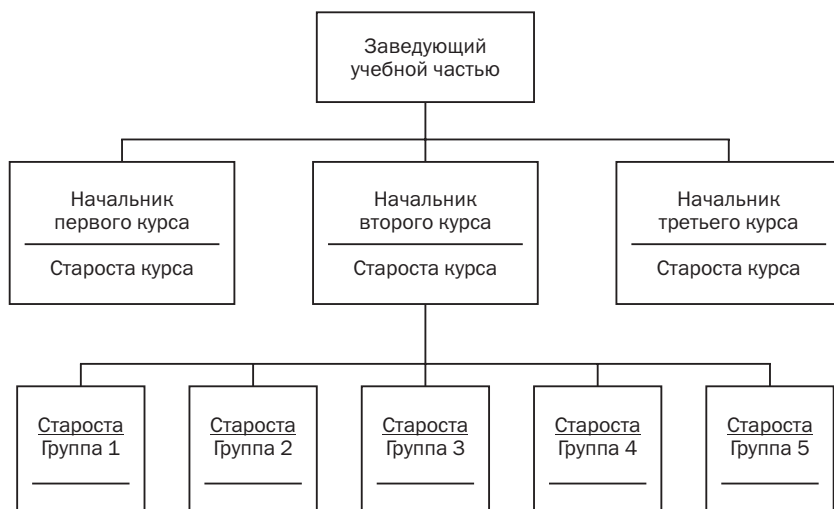 Заведующий
учебной частью
Начальник
первого курса
Староста курса
Начальник
второго курса
Староста курса
Начальник
третьего курса
Староста курса
Староста
Группа 1
Староста
Группа 2
Староста
Группа 3
Староста
Группа 4
Староста
Группа 5